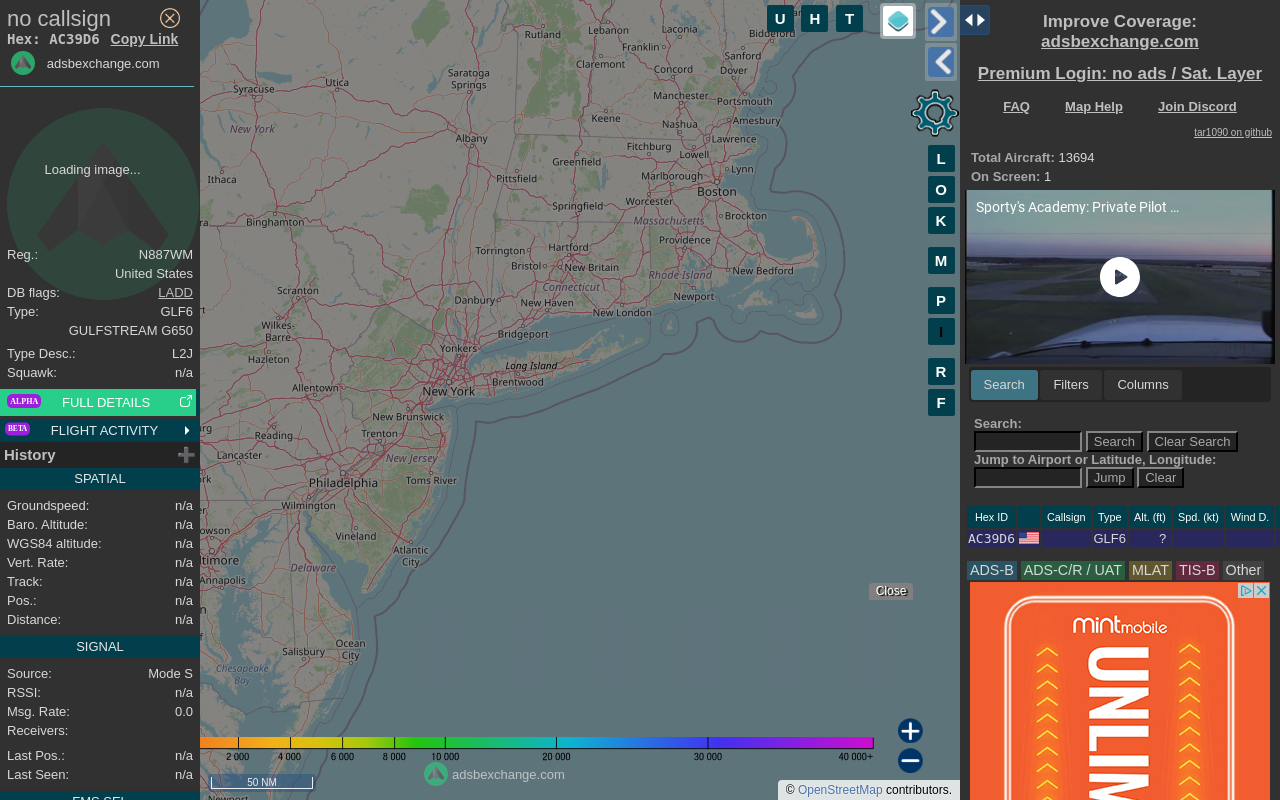 no callsign
Hex: AC39D6 Copy Link
adsbexchange.com
Loading image...
Reg.: N887WM
United States
DB flags: LADD
Type: GLF6
GULFSTREAM G650
Type Desc.: L2J
Squawk: n/a
ALPHA FULL DETAILS
BETA FLIGHT ACTIVITY
History
SPATIAL
Groundspeed: n/a
Baro. Altitude: n/a
WGS84 altitude: n/a
Vert. Rate: n/a
Track: n/a
Pos.: n/a
Distance: n/a
SIGNAL
Source: Mode S
RSSI: n/a
Msg. Rate: 0.0
Receivers:
Last Pos.: n/a
Last Seen: n/a
FMS SEL
U H T
L
O
K
M
P
I
R
F
Rutland
Lebanon
Laconia
Biddeford
Franklin
Sanford
Claremont
Concord
Dover
Utica
Saratoga Springs
Syracuse
Manchester
Portsmouth
Keene
Amesbury
New York
Nashua
Albany
Lawrence
Fitchburg
Lowell
Greenfield
Lynn
Ithaca
Pittsfield
Marlborough
Boston
Worcester
Springfield
Brockton
Binghamton
Massachusetts
Providence
Torrington
Hartford
Bristol
New Britain
New Bedford
Rhode Island
Connecticut
Scranton
Danbury
New Haven
Newport
New London
Wilkes-Barre
Bridgeport
Yonkers
Hazleton
Long Island
Brentwood
Allentown
New York
New Brunswick
Reading
Trenton
Lancaster
New Jersey
Toms River
Philadelphia
Wilmington
Vineland
Atlantic City
Delaware
Annapolis
Ocean City
Salisbury
Chesapeake Bay
Close
2 000 4 000 6 000 8 000 10 000 20 000 30 000 40 000+
adsbexchange.com
50 NM
© OpenStreetMap contributors.
Improve Coverage:
adsbexchange.com
Premium Login: no ads / Sat. Layer
FAQ Map Help Join Discord
tar1090 on github
Total Aircraft: 13694
On Screen: 1
Sporty's Academy: Private Pilot ...
Search Filters Columns
Search:
Search Clear Search
Jump to Airport or Latitude, Longitude:
Jump Clear
Hex ID Callsign Type Alt. (ft) Spd. (kt) Wind D.
AC39D6 GLF6 ?
ADS-B ADS-C/R / UAT MLAT TIS-B Other
mint mobile
UNLIM